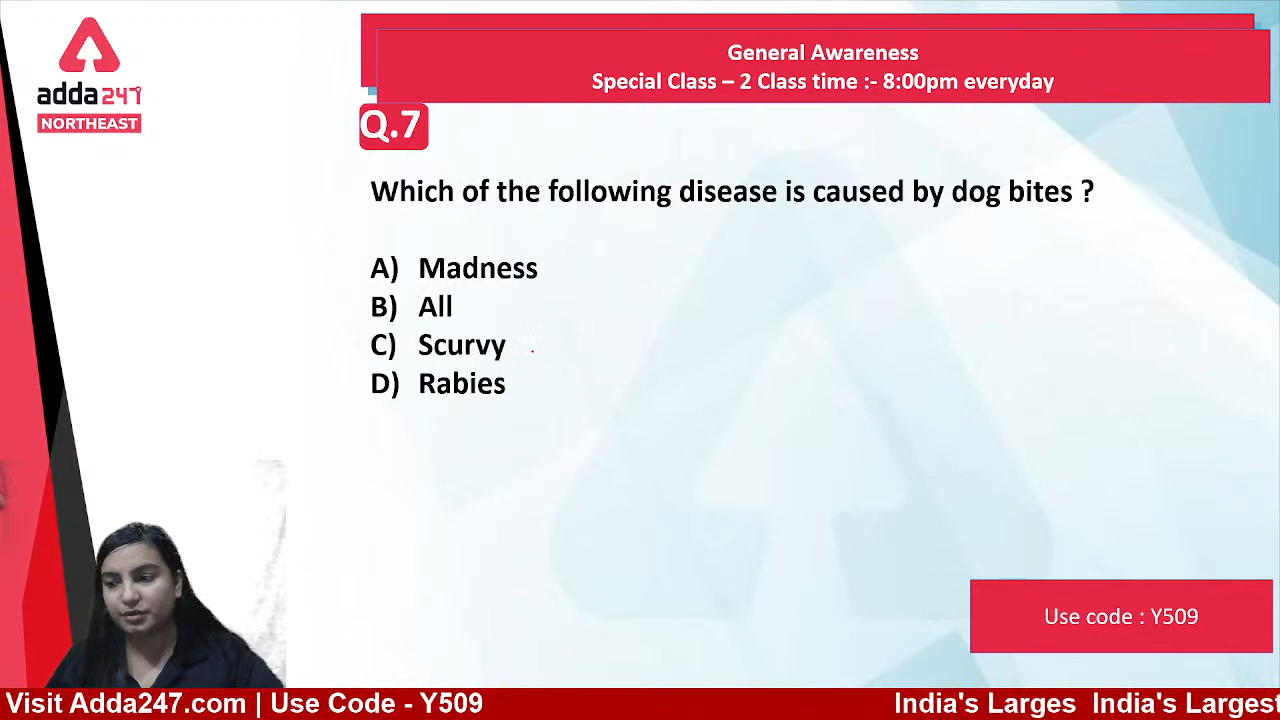 adda247
NORTHEAST
General Awareness
Special Class – 2 Class time :- 8:00pm everyday
Q.7
Which of the following disease is caused by dog bites ?
A) Madness
B) All
C) Scurvy
D) Rabies
Use code : Y509
Visit Adda247.com | Use Code - Y509
India's Larges India's Largest